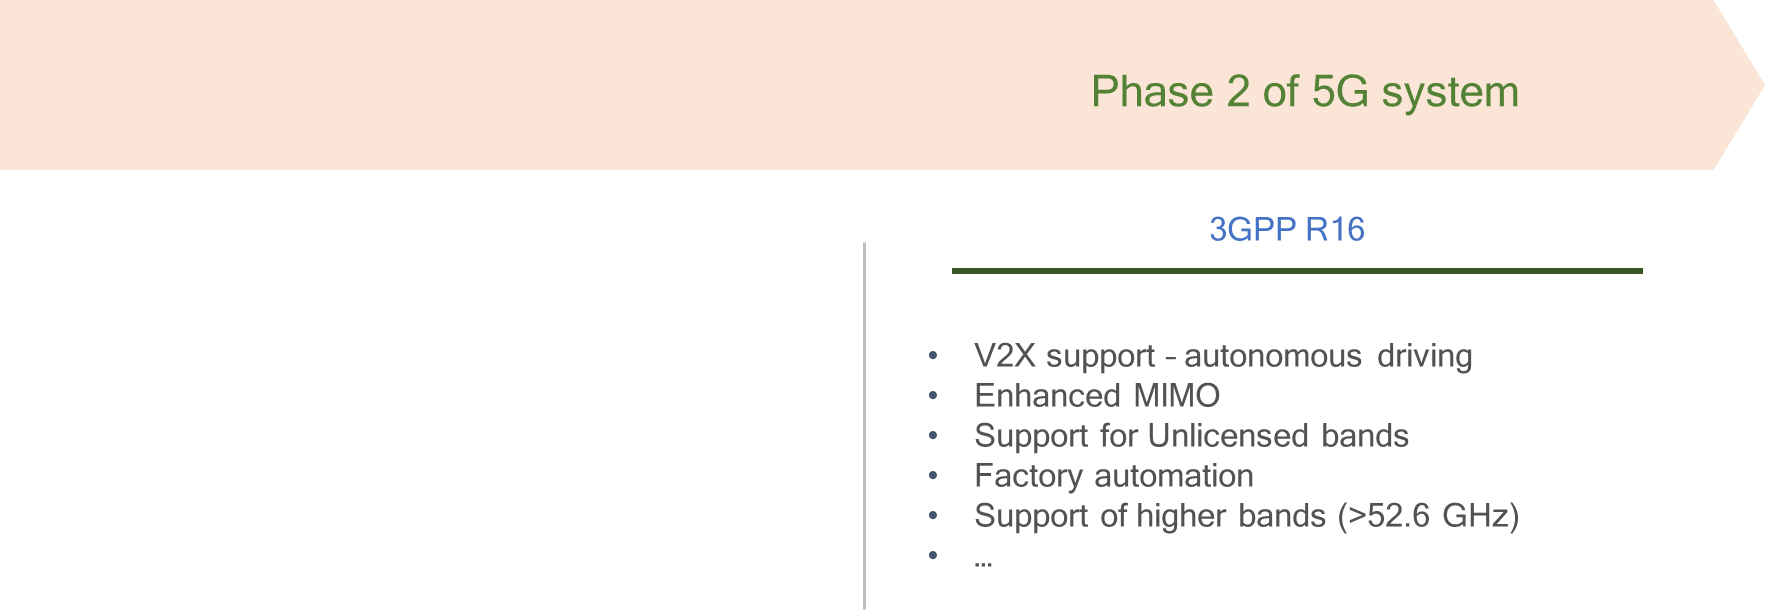 Phase 2 of 5G system
3GPP R16
• V2X support – autonomous driving
• Enhanced MIMO
• Support for Unlicensed bands
• Factory automation
• Support of higher bands (>52.6 GHz)
• ...